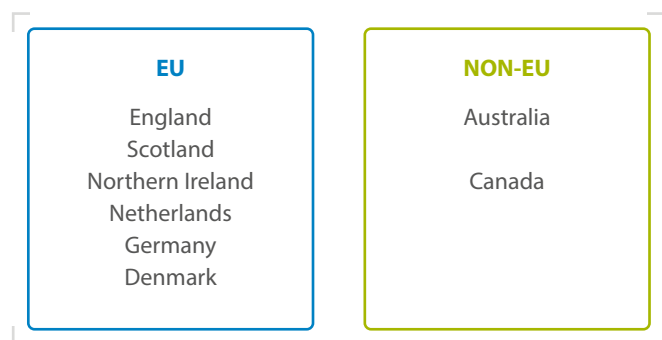 EU
England
Scotland
Northern Ireland
Netherlands
Germany
Denmark
NON-EU
Australia
Canada